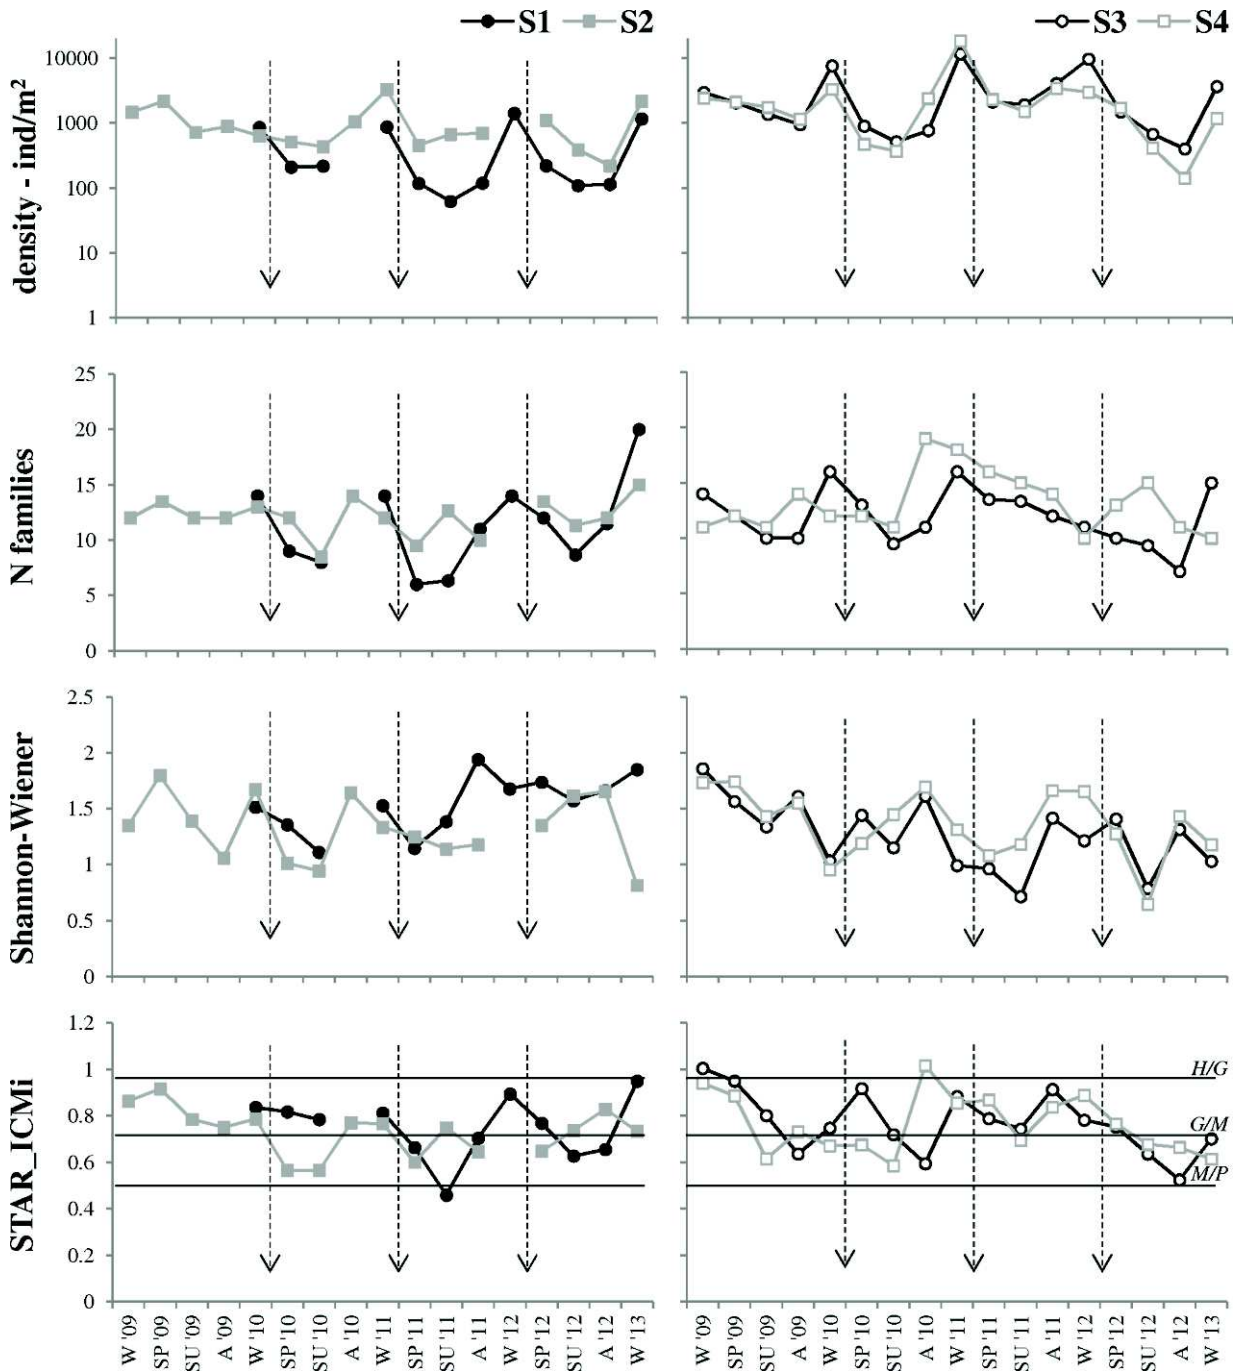 S1 S2 S3 S4
density - ind/m²
10000
1000
100
10
1
N families
25
20
15
10
5
0
Shannon-Wiener
2.5
2
1.5
1
0.5
0
STAR_ICMi
1.2
1
0.8
0.6
0.4
0.2
0
H/G
G/M
M/P
W '09 SP '09 SU '09 A '09 W '10 SP '10 SU '10 A '10 W '11 SP '11 SU '11 A '11 W '12 SP '12 SU '12 A '12 W '13
W '09 SP '09 SU '09 A '09 W '10 SP '10 SU '10 A '10 W '11 SP '11 SU '11 A '11 W '12 SP '12 SU '12 A '12 W '13